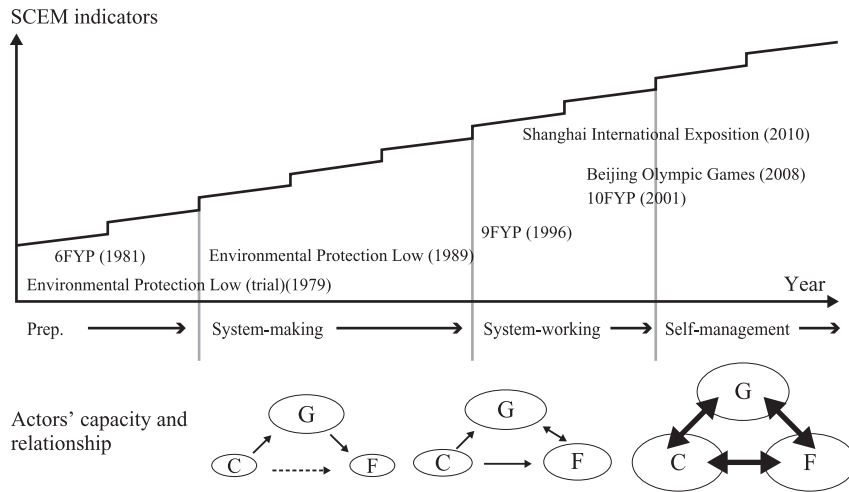 SCEM indicators
Shanghai International Exposition (2010)
Beijing Olympic Games (2008)
10FYP (2001)
9FYP (1996)
6FYP (1981)
Environmental Protection Low (1989)
Environmental Protection Low (trial)(1979)
Year
Prep.
System-making
System-working
Self-management
Actors' capacity and
relationship
G
C
F
G
C
F
G
C
F